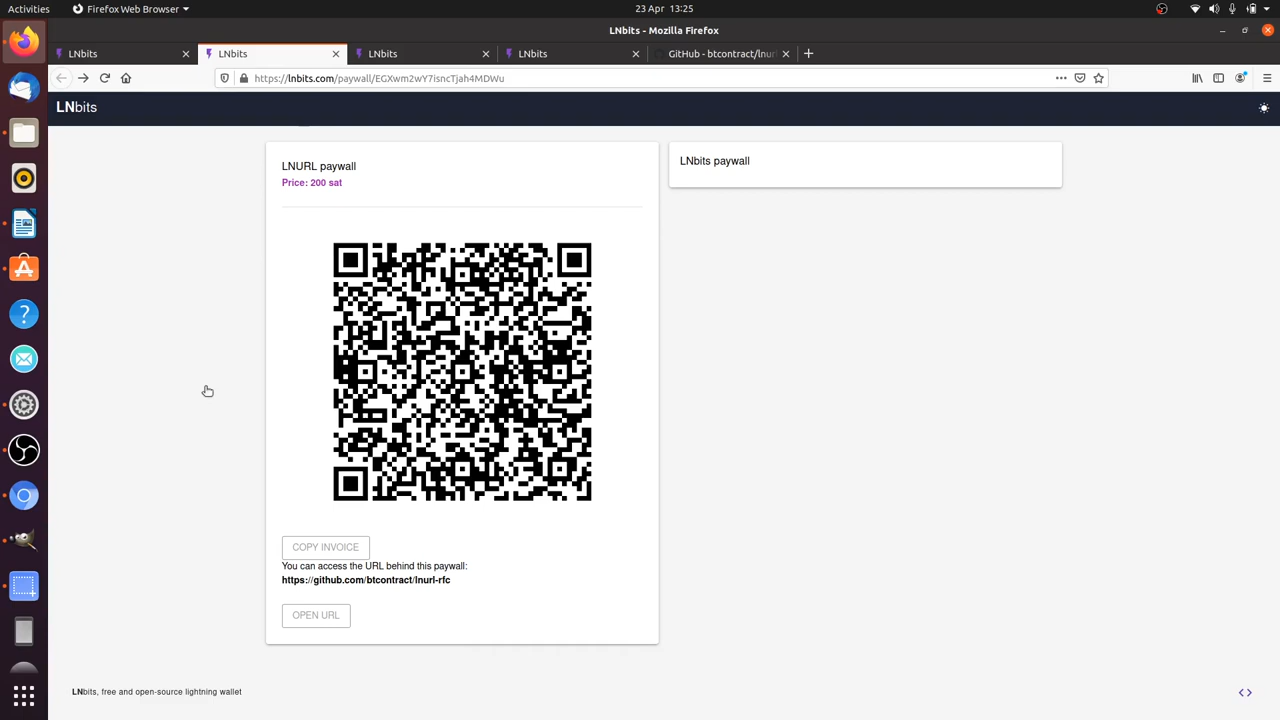 Activities
Firefox Web Browser
23 Apr 13:25
LNbits - Mozilla Firefox
LNbits
LNbits
LNbits
LNbits
GitHub - btcontract/lnurl
https://lnbits.com/paywall/EGXwm2wY7isncTjah4MDWu
LNbits
LNURL paywall
Price: 200 sat
LNbits paywall
COPY INVOICE
You can access the URL behind this paywall:
https://github.com/btcontract/lnurl-rfc
OPEN URL
LNbits, free and open-source lightning wallet